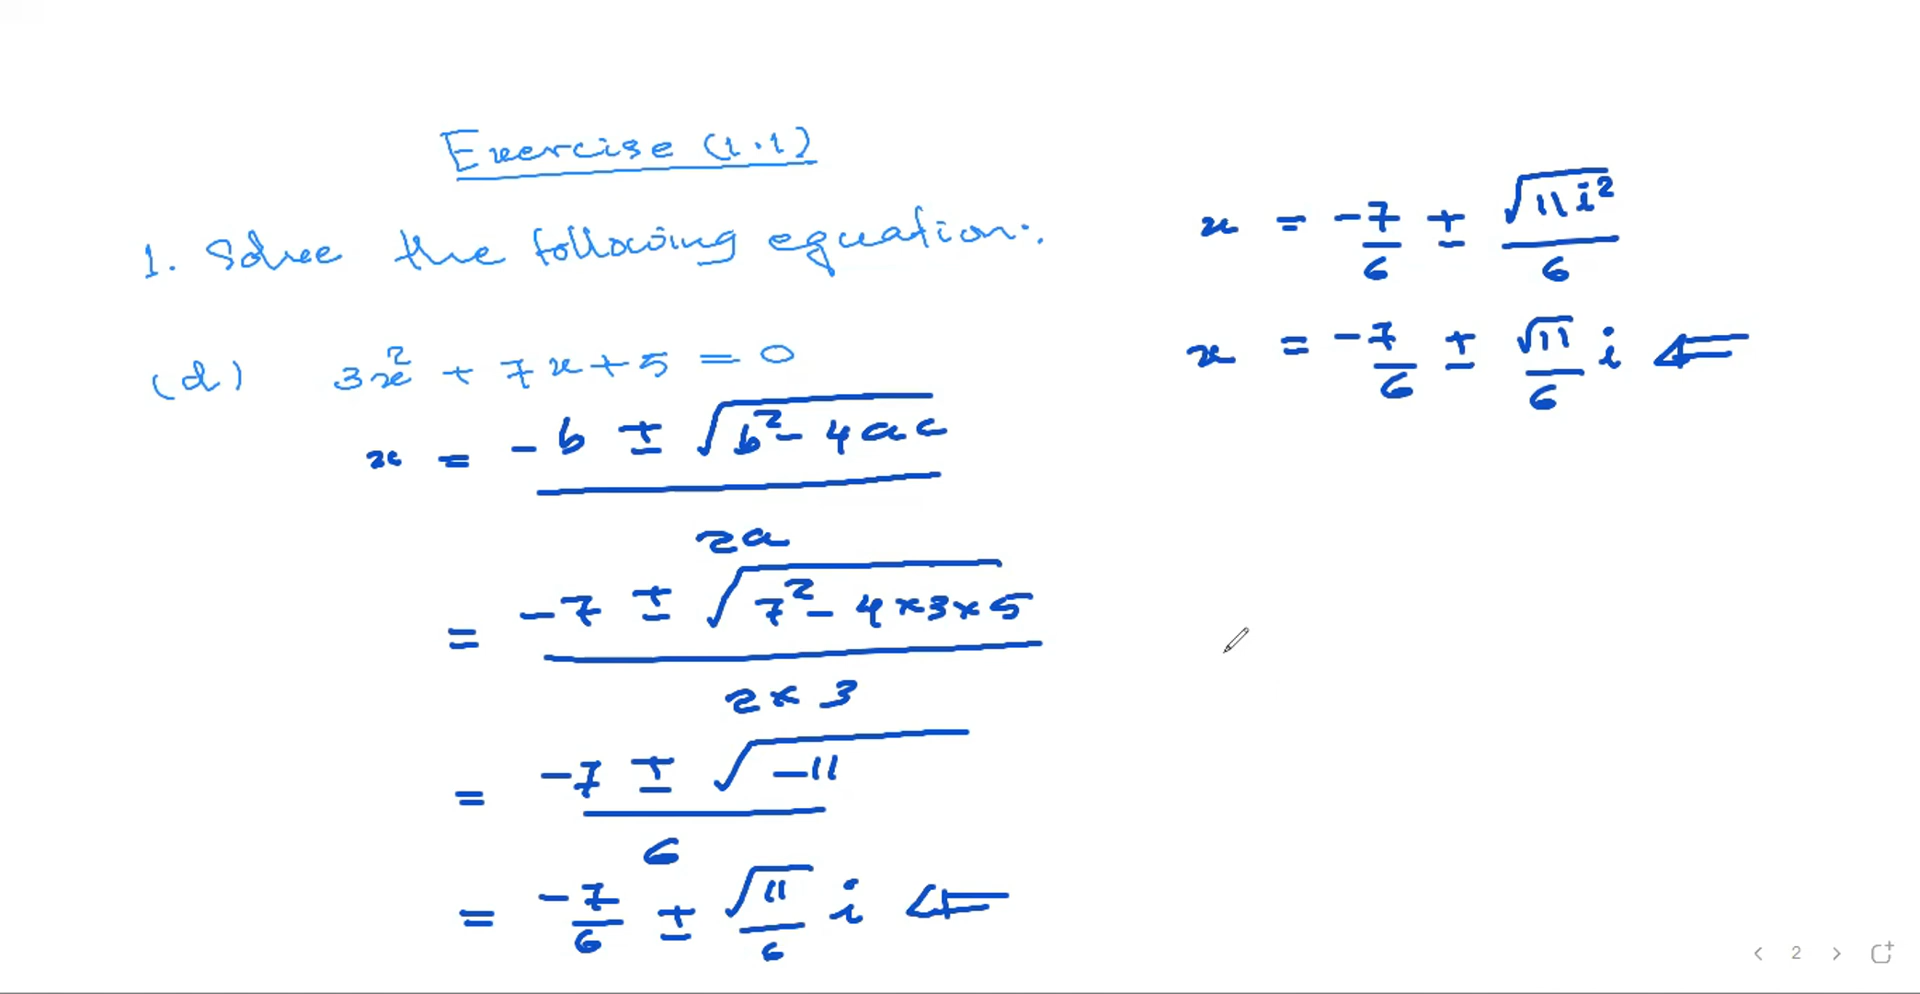 Exercise (1.1)
1. Solve the following equation:.
(d) 3x² + 7x + 5 = 0
x = -b ± √(b² - 4ac) / 2a
= -7 ± √(7² - 4×3×5) / 2×3
= -7 ± √-11 / 6
= -7/6 ± √11/6 i ⇐
x = -7/6 ± √(11i²)/6
x = -7/6 ± √11/6 i ⇐
< 2 >